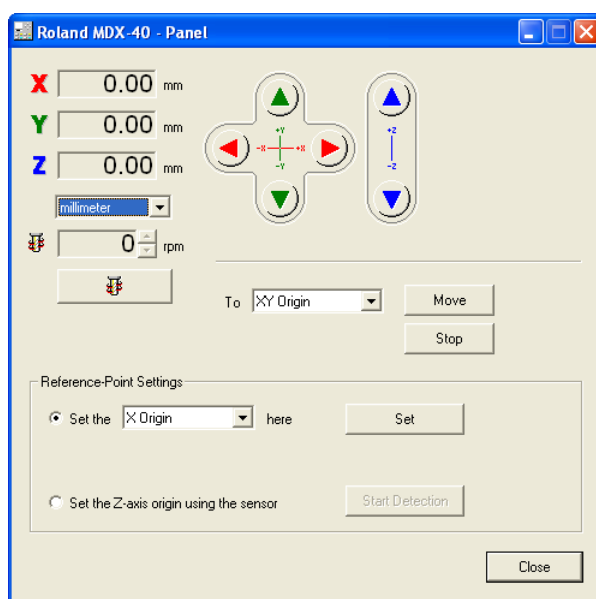 Roland MDX-40 - Panel
X 0.00 mm
Y 0.00 mm
Z 0.00 mm
millimeter
0 rpm
+Y
-X +X
-Y
+Z
-Z
To XY Origin Move
Stop
Reference-Point Settings
Set the X Origin here Set
Set the Z-axis origin using the sensor Start Detection
Close